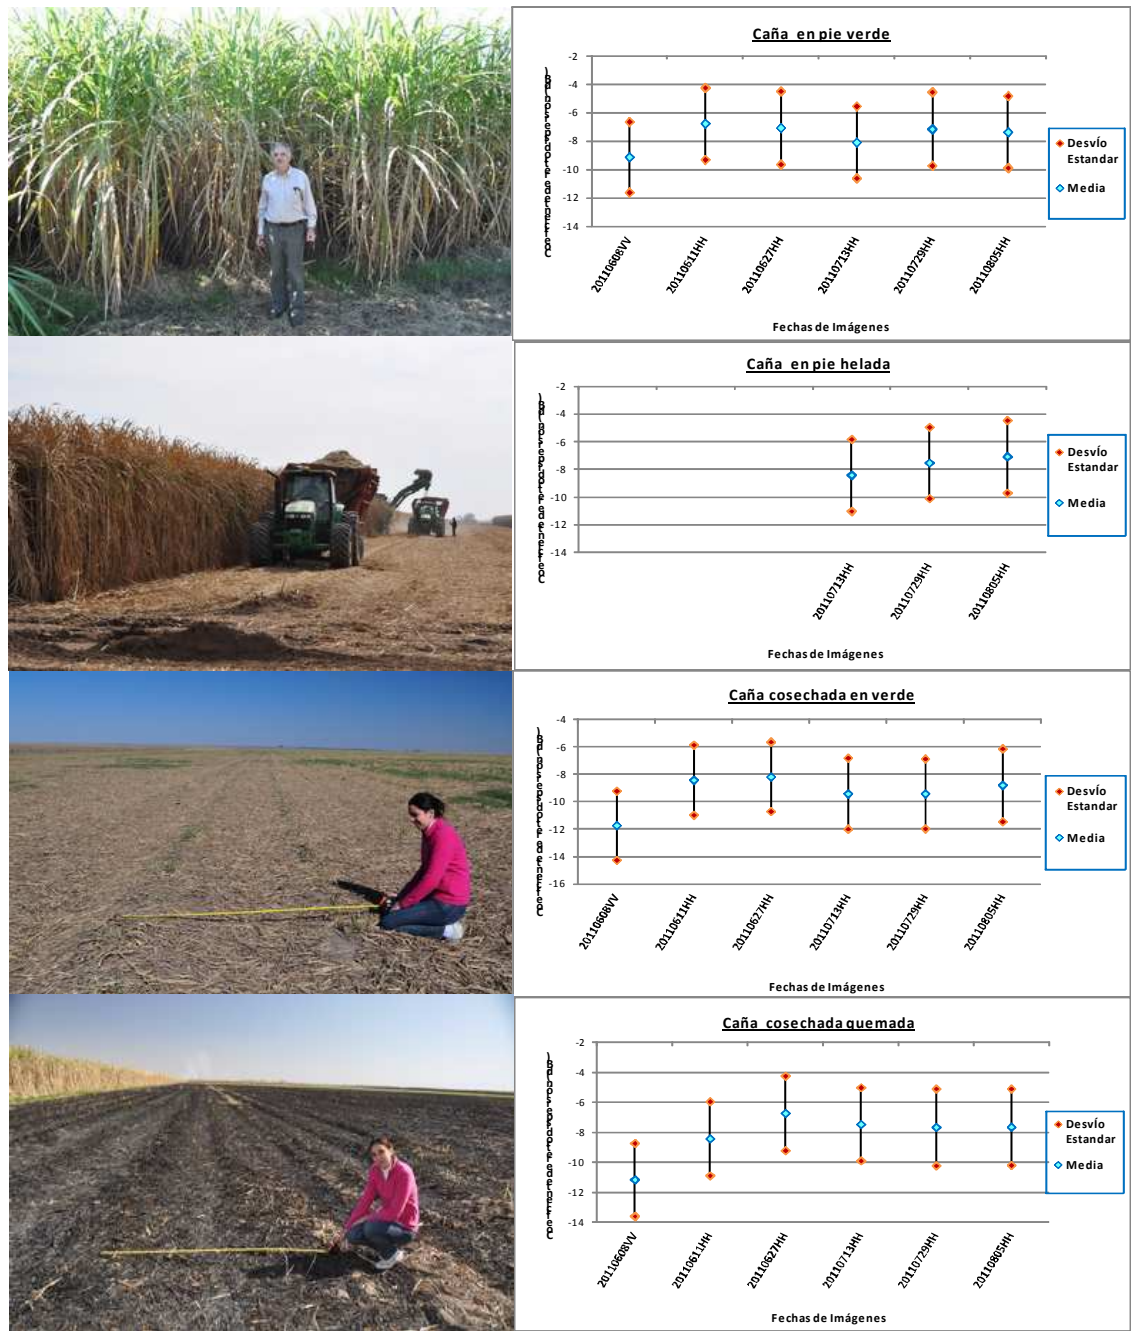 Caña en pie verde
-2
-4
-6
-8
-10
-12
-14
20110608VV
20110611HH
20110627HH
20110713HH
20110729HH
20110805HH
Fechas de Imágenes
Desvío
Estandar
Media
Caña en pie helada
-2
-4
-6
-8
-10
-12
-14
20110713HH
20110729HH
20110805HH
Fechas de Imágenes
Desvío
Estandar
Media
Caña cosechada en verde
-4
-6
-8
-10
-12
-14
-16
20110608VV
20110611HH
20110627HH
20110713HH
20110729HH
20110805HH
Fechas de Imágenes
Desvío
Estandar
Media
Caña cosechada quemada
-2
-4
-6
-8
-10
-12
-14
20110608VV
20110611HH
20110627HH
20110713HH
20110729HH
20110805HH
Fechas de Imágenes
Desvío
Estandar
Media